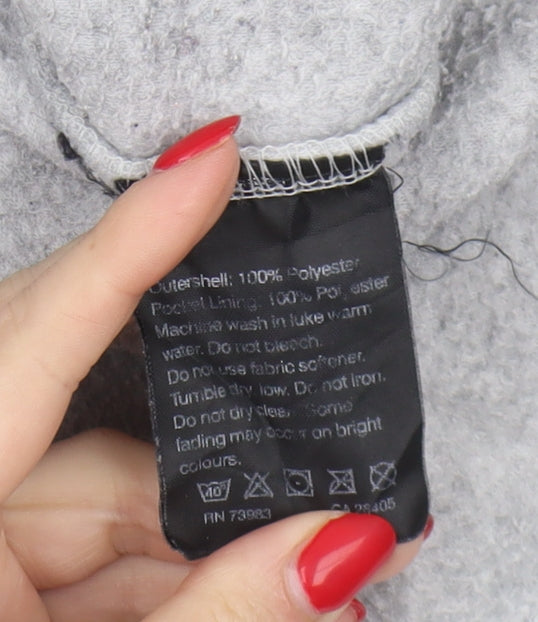 Outershell: 100% Polyester
Pocket Lining: 100% Polyester
Machine wash in luke warm
water. Do not bleach.
Do not use fabric softener.
Tumble dry low. Do not Iron.
Do not dry clean. Some
fading may occur on bright
colours.
40°
RN 73983 CA 28405